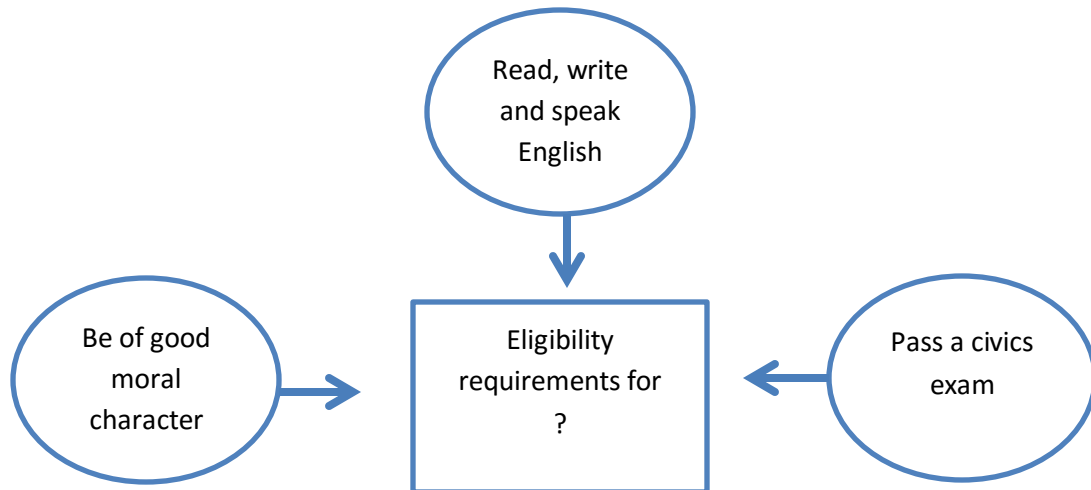 Read, write
and speak
English
Be of good
moral
character
Eligibility
requirements for
?
Pass a civics
exam